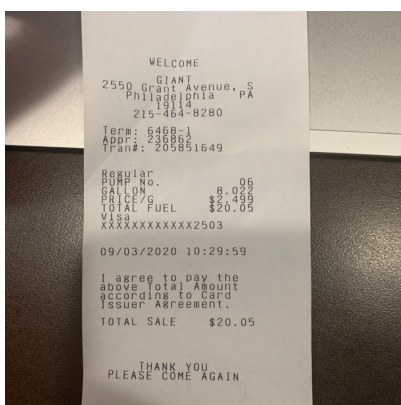 WELCOME
GIANT
2550 Grant Avenue, S
Philadelphia PA
19114
215-464-8280
Term: 6468-1
Appr: 236862
Tran#: 205851649
Regular
PUMP No. 06
GALLON 8.022
PRICE/G $2.499
TOTAL FUEL $20.05
Visa
XXXXXXXXXXXX2503
09/03/2020 10:29:59
I agree to pay the
above Total Amount
according to Card
Issuer Agreement.
TOTAL SALE $20.05
THANK YOU
PLEASE COME AGAIN